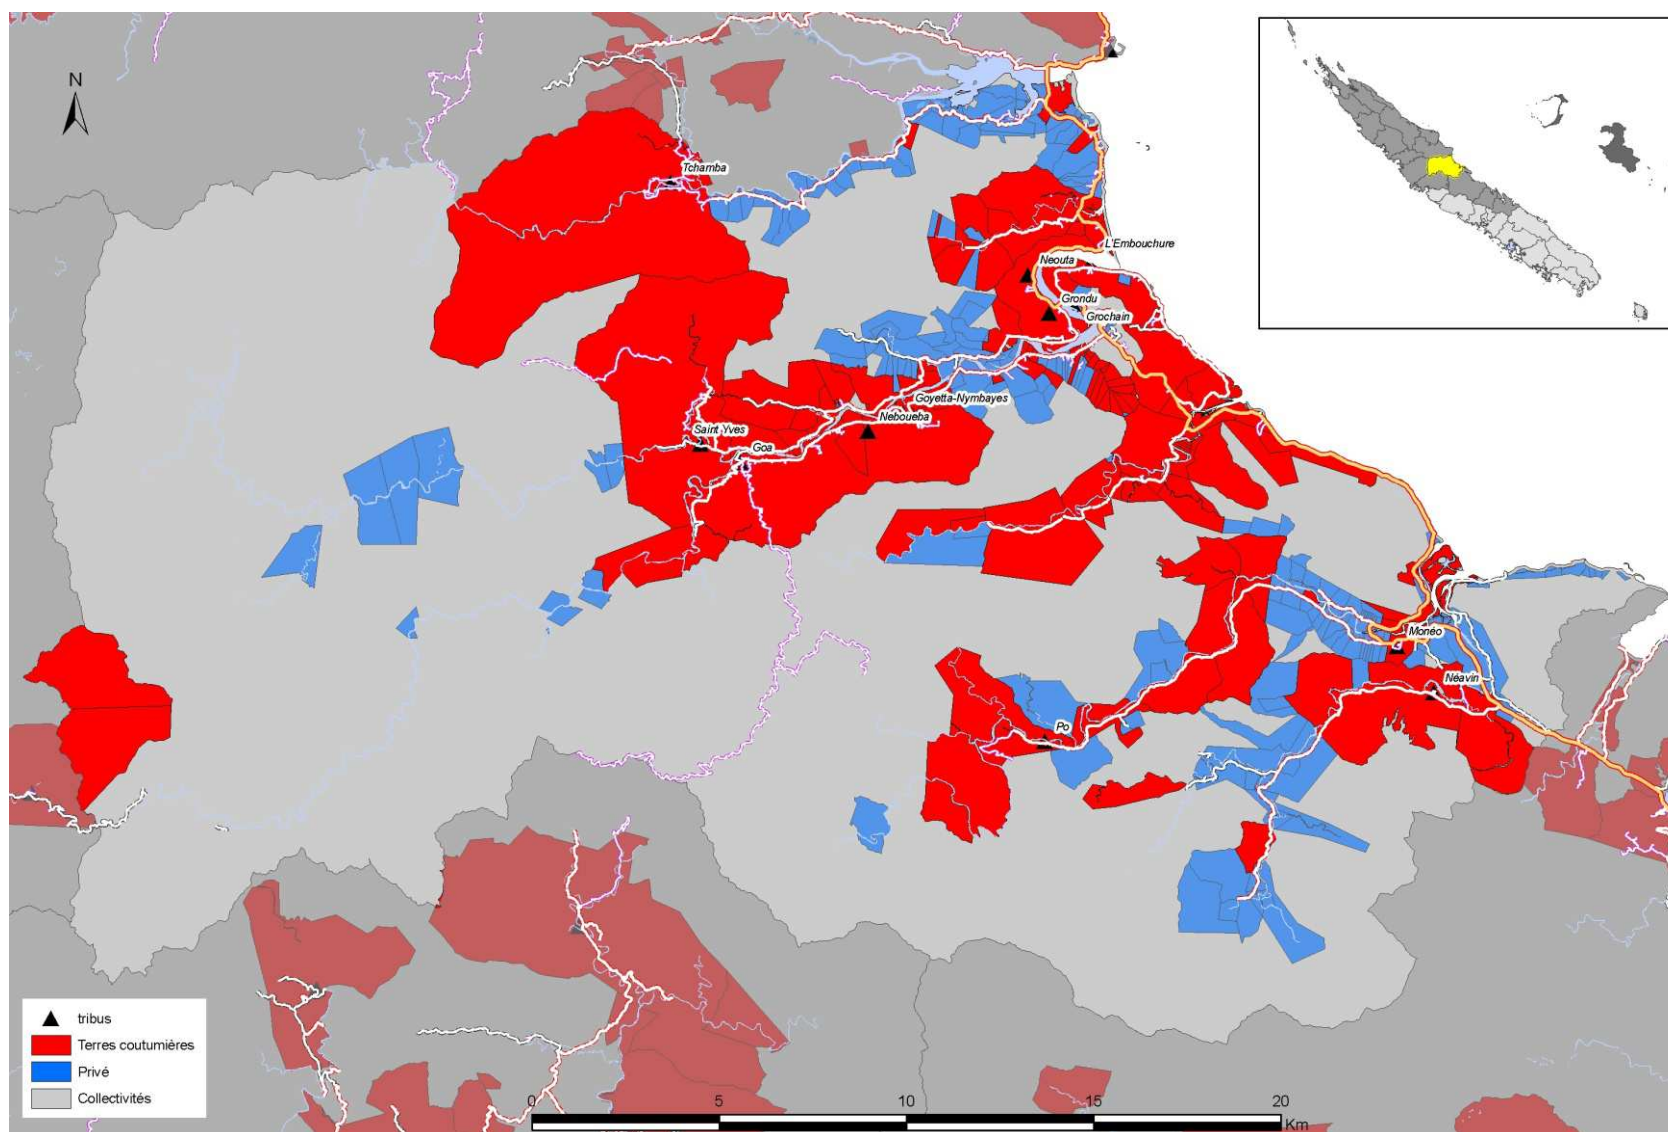 N
Tchamba
L'Embouchure
Neouta
Grondu
Grochain
Goyetta-Nymbayes
Neboueba
Saint Yves
Goa
Monéo
Néavin
Po
tribus
Terres coutumières
Privé
Collectivités
0 5 10 15 20
Km